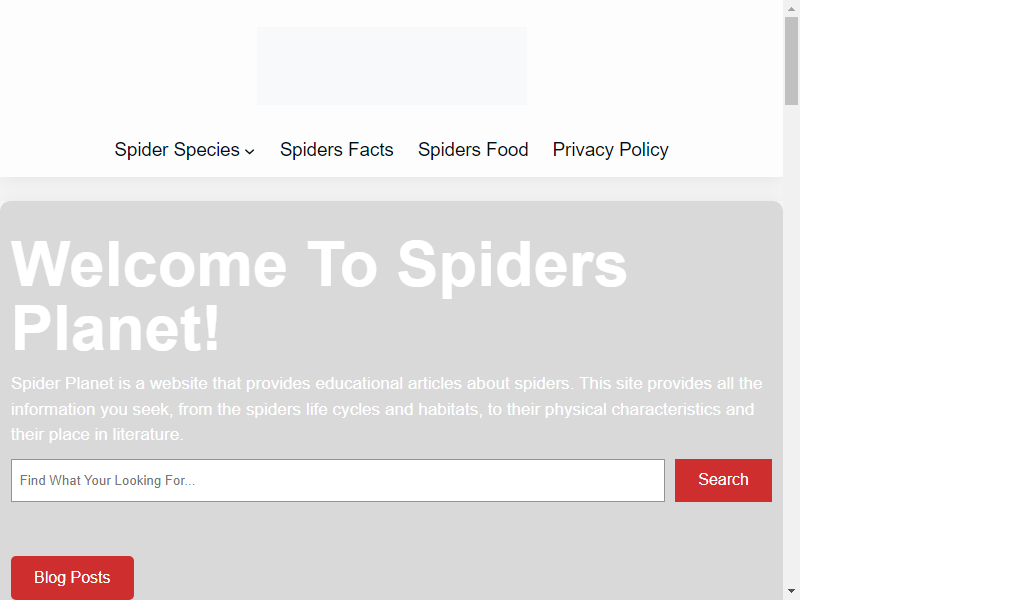 Spider Species
Spiders Facts
Spiders Food
Privacy Policy
Welcome To Spiders
Planet!
Spider Planet is a website that provides educational articles about spiders. This site provides all the
information you seek, from the spiders life cycles and habitats, to their physical characteristics and
their place in literature.
Find What Your Looking For...
Search
Blog Posts